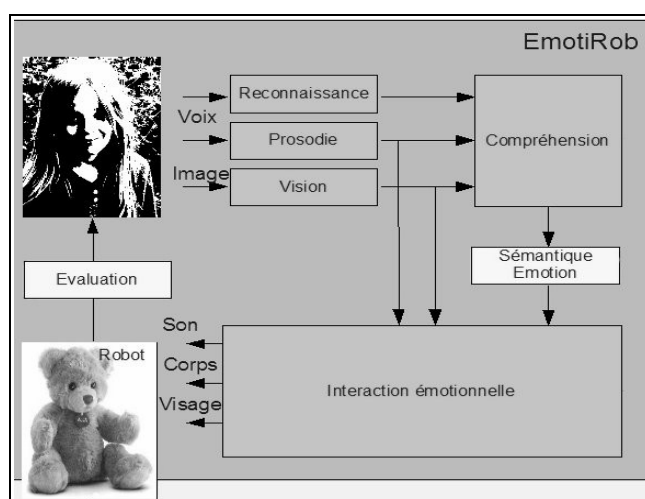 EmotiRob
Reconnaissance
Voix
Prosodie
Compréhension
Image
Vision
Sémantique
Emotion
Evaluation
Son
Robot
Corps
Interaction émotionnelle
Visage